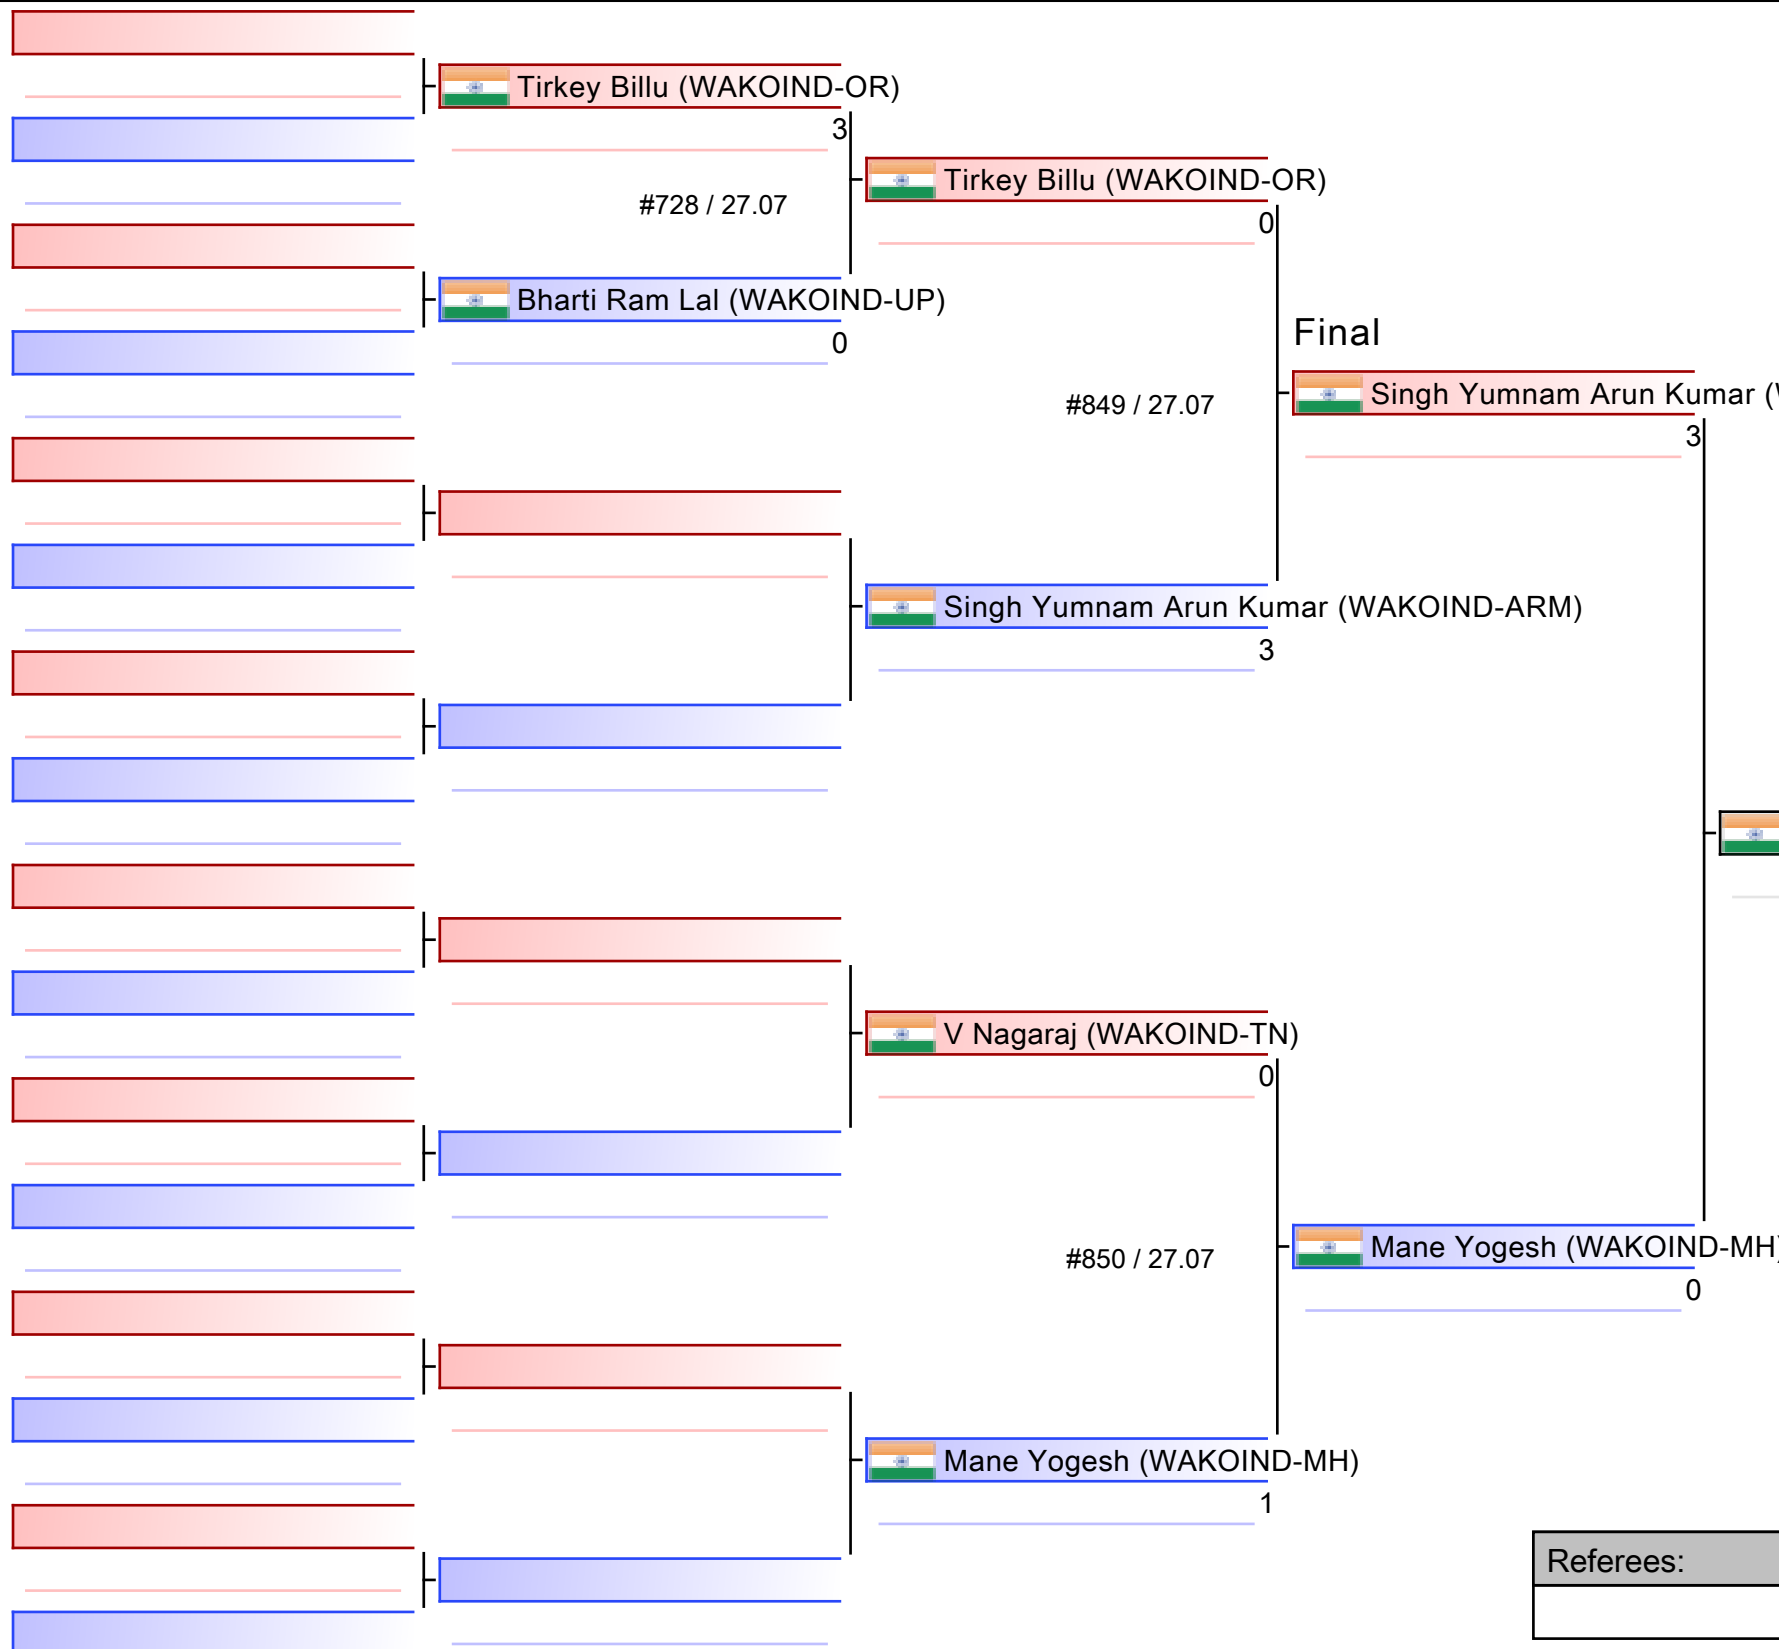 Tirkey Billu (WAKOIND-OR)
3
Tirkey Billu (WAKOIND-OR)
#728 / 27.07
0
Bharti Ram Lal (WAKOIND-UP)
0
Final
Singh Yumnam Arun Kumar (
#849 / 27.07
3
Singh Yumnam Arun Kumar (WAKOIND-ARM)
3
V Nagaraj (WAKOIND-TN)
0
#850 / 27.07
Mane Yogesh (WAKOIND-MH)
0
Mane Yogesh (WAKOIND-MH)
1
Referees: